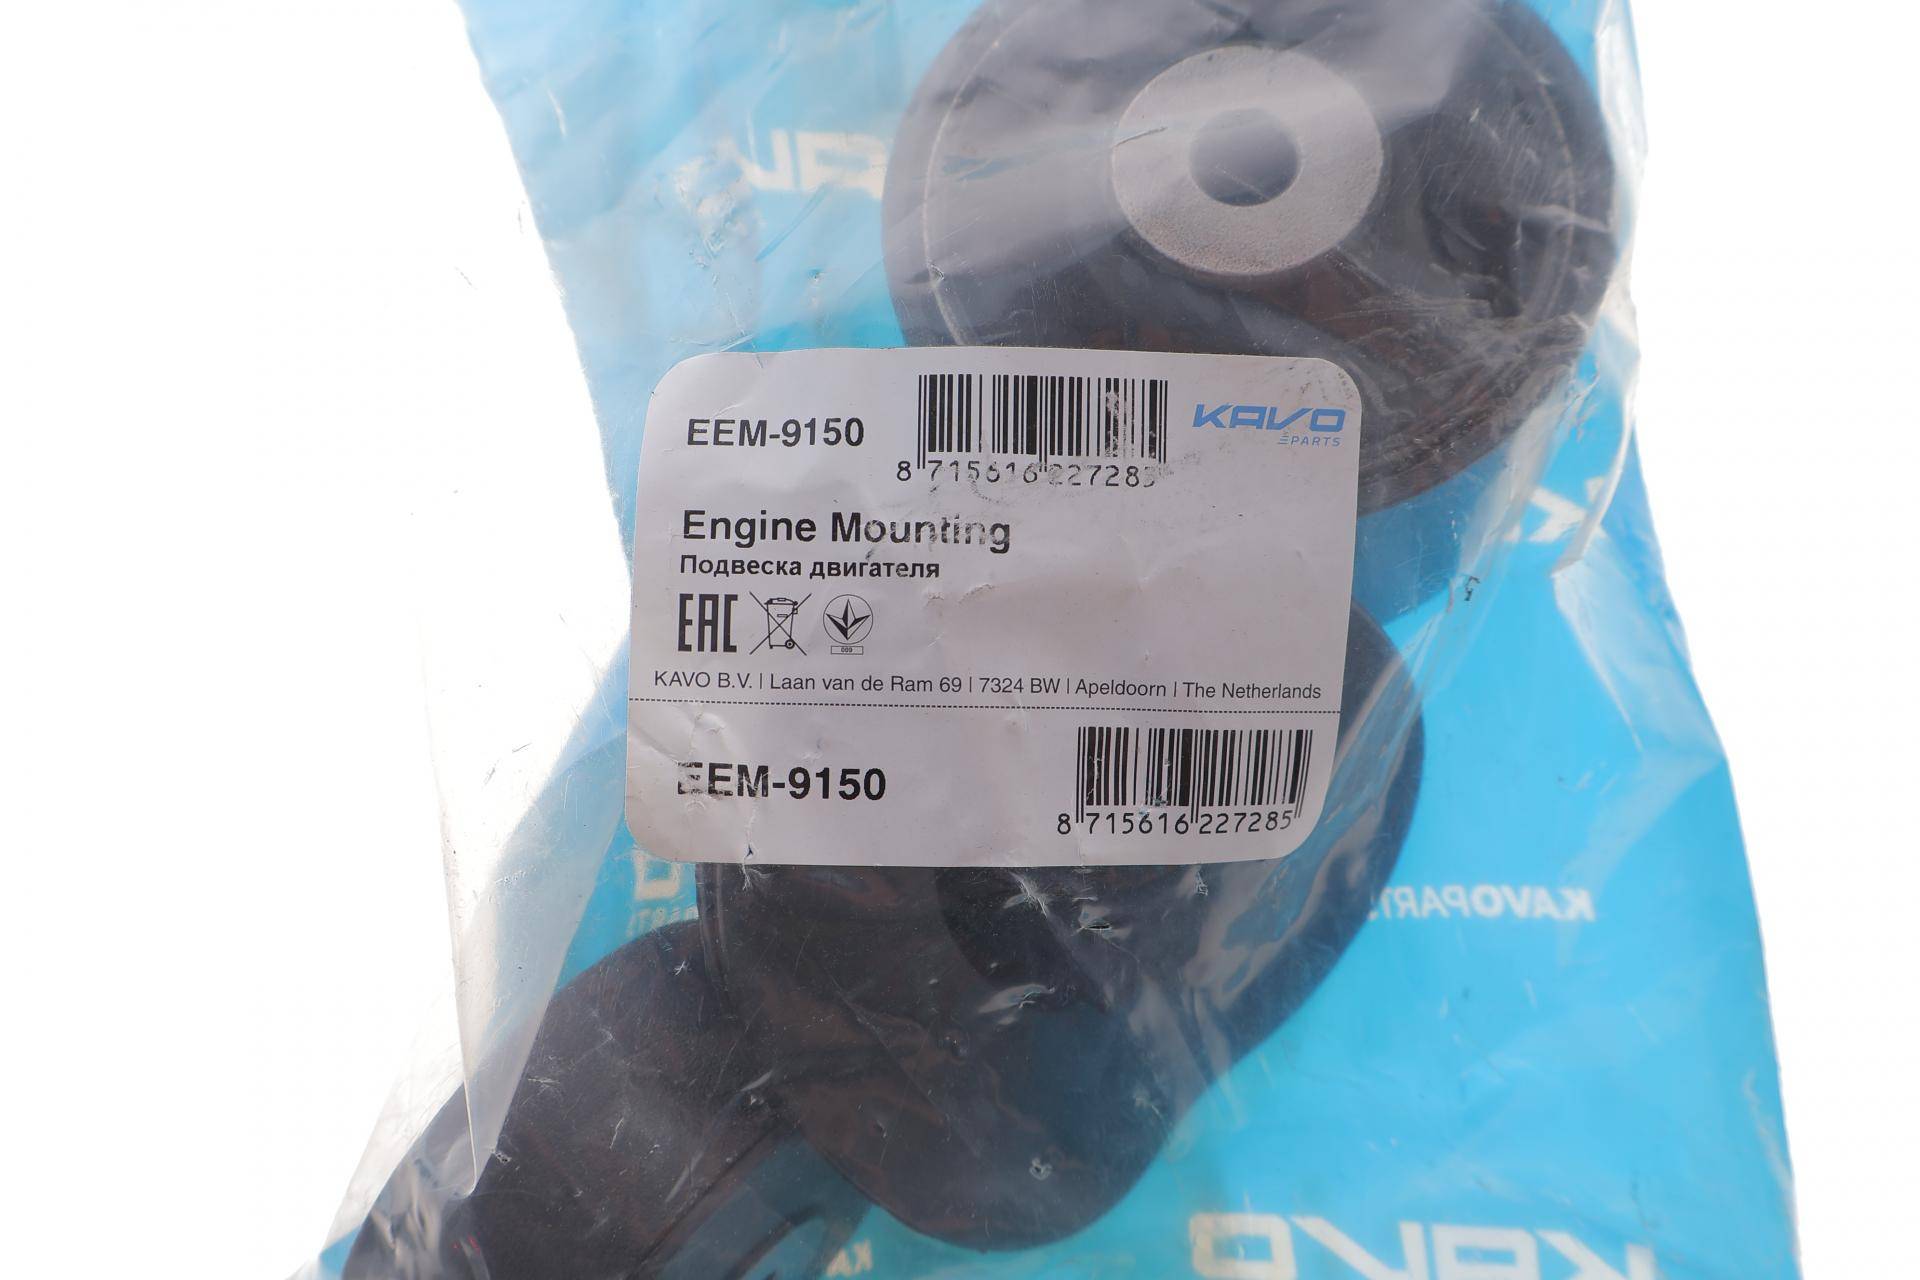 EEM-9150
KAVO
PARTS
8 715616 227285
Engine Mounting
Подвеска двигателя
EAC
009
KAVO B.V. | Laan van de Ram 69 | 7324 BW | Apeldoorn | The Netherlands
EEM-9150
8 715616 227285
KAVOPARTS
KAVO